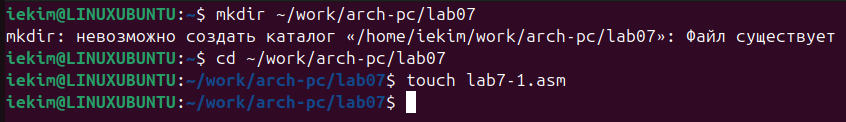 iekim@LINUXUBUNTU:~$ mkdir ~/work/arch-pc/lab07
mkdir: невозможно создать каталог «/home/iekim/work/arch-pc/lab07»: Файл существует
iekim@LINUXUBUNTU:~$ cd ~/work/arch-pc/lab07
iekim@LINUXUBUNTU:~/work/arch-pc/lab07$ touch lab7-1.asm
iekim@LINUXUBUNTU:~/work/arch-pc/lab07$